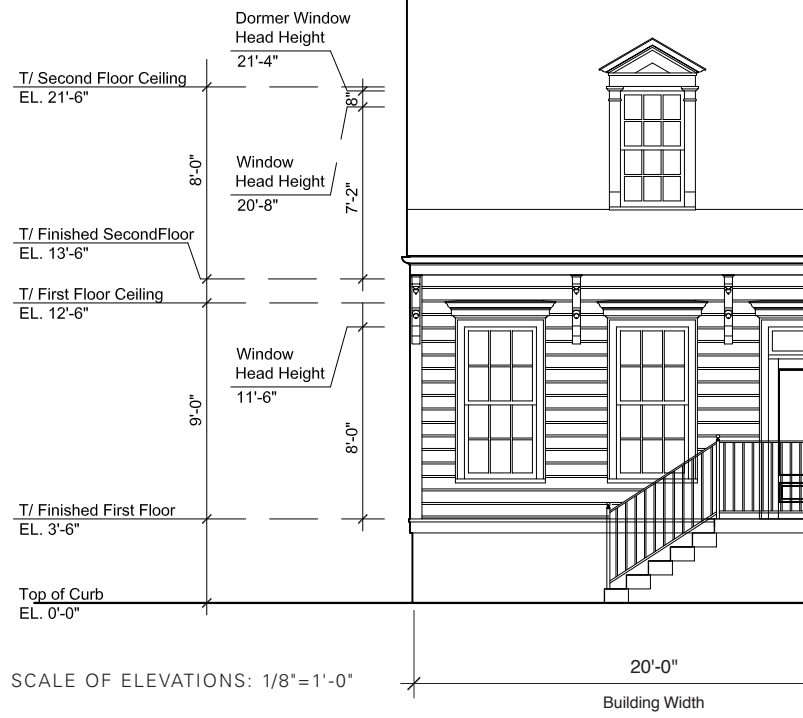 Dormer Window
Head Height
21'-4"
T/ Second Floor Ceiling
EL. 21'-6"
8"
8'-0"
Window
Head Height
20'-8"
7'-2"
T/ Finished SecondFloor
EL. 13'-6"
T/ First Floor Ceiling
EL. 12'-6"
Window
Head Height
11'-6"
9'-0"
8'-0"
T/ Finished First Floor
EL. 3'-6"
Top of Curb
EL. 0'-0"
SCALE OF ELEVATIONS: 1/8"=1'-0"
20'-0"
Building Width